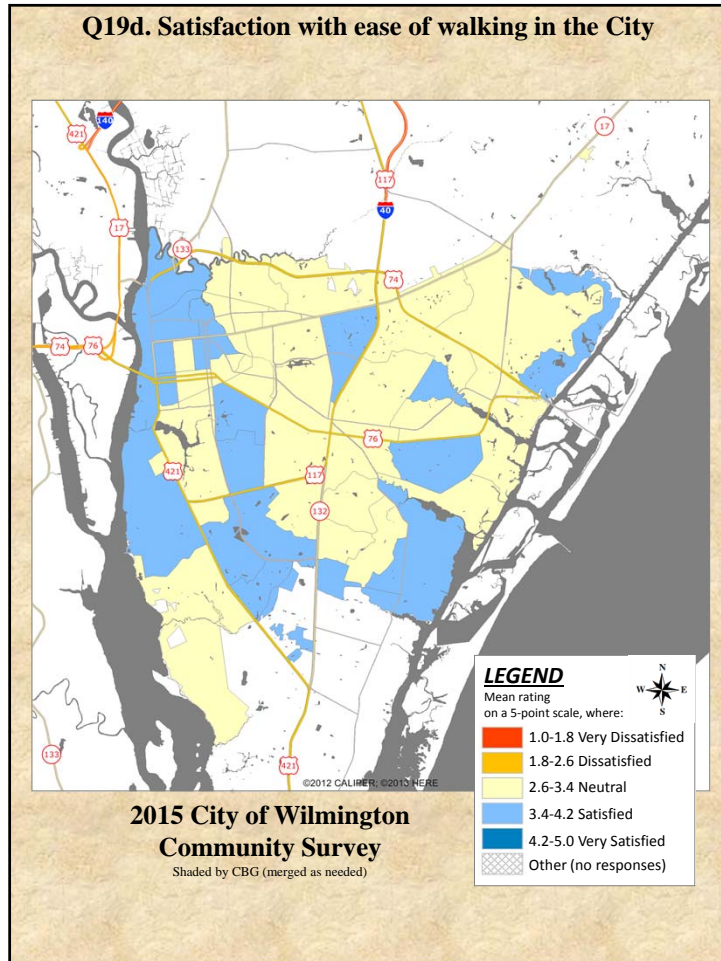 Q19d. Satisfaction with ease of walking in the City
140
421
17
117
40
17
133
74
74
76
76
421
117
132
133
421
LEGEND
Mean rating
on a 5-point scale, where:
N
W E
S
1.0-1.8 Very Dissatisfied
1.8-2.6 Dissatisfied
2.6-3.4 Neutral
3.4-4.2 Satisfied
4.2-5.0 Very Satisfied
Other (no responses)
©2012 CALIPER; ©2013 HERE
2015 City of Wilmington
Community Survey
Shaded by CBG (merged as needed)